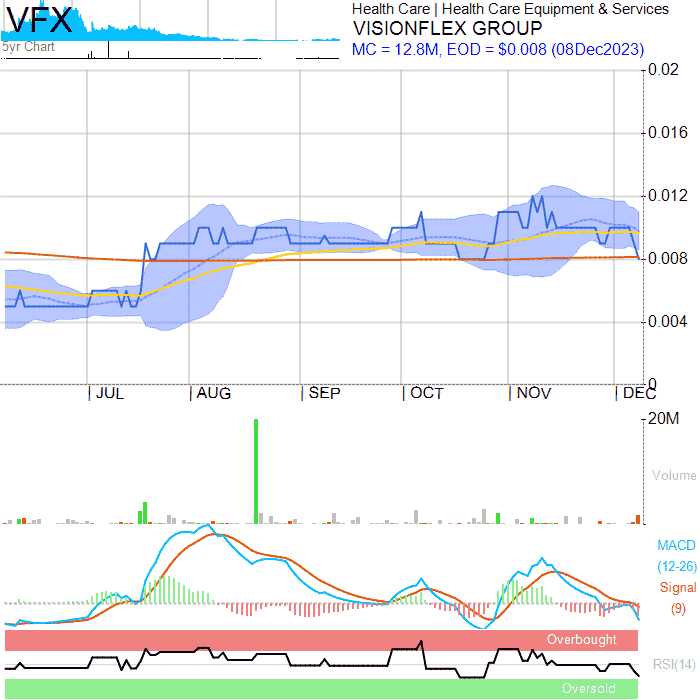 VFX
5yr Chart
Health Care | Health Care Equipment & Services
VISIONFLEX GROUP
MC = 12.8M, EOD = $0.008 (08Dec2023)
0.02
0.016
0.012
0.008
0.004
0
JUL AUG SEP OCT NOV DEC
20M
Volume
MACD
(12-26)
Signal
(9)
Overbought
RSI(14)
Oversold